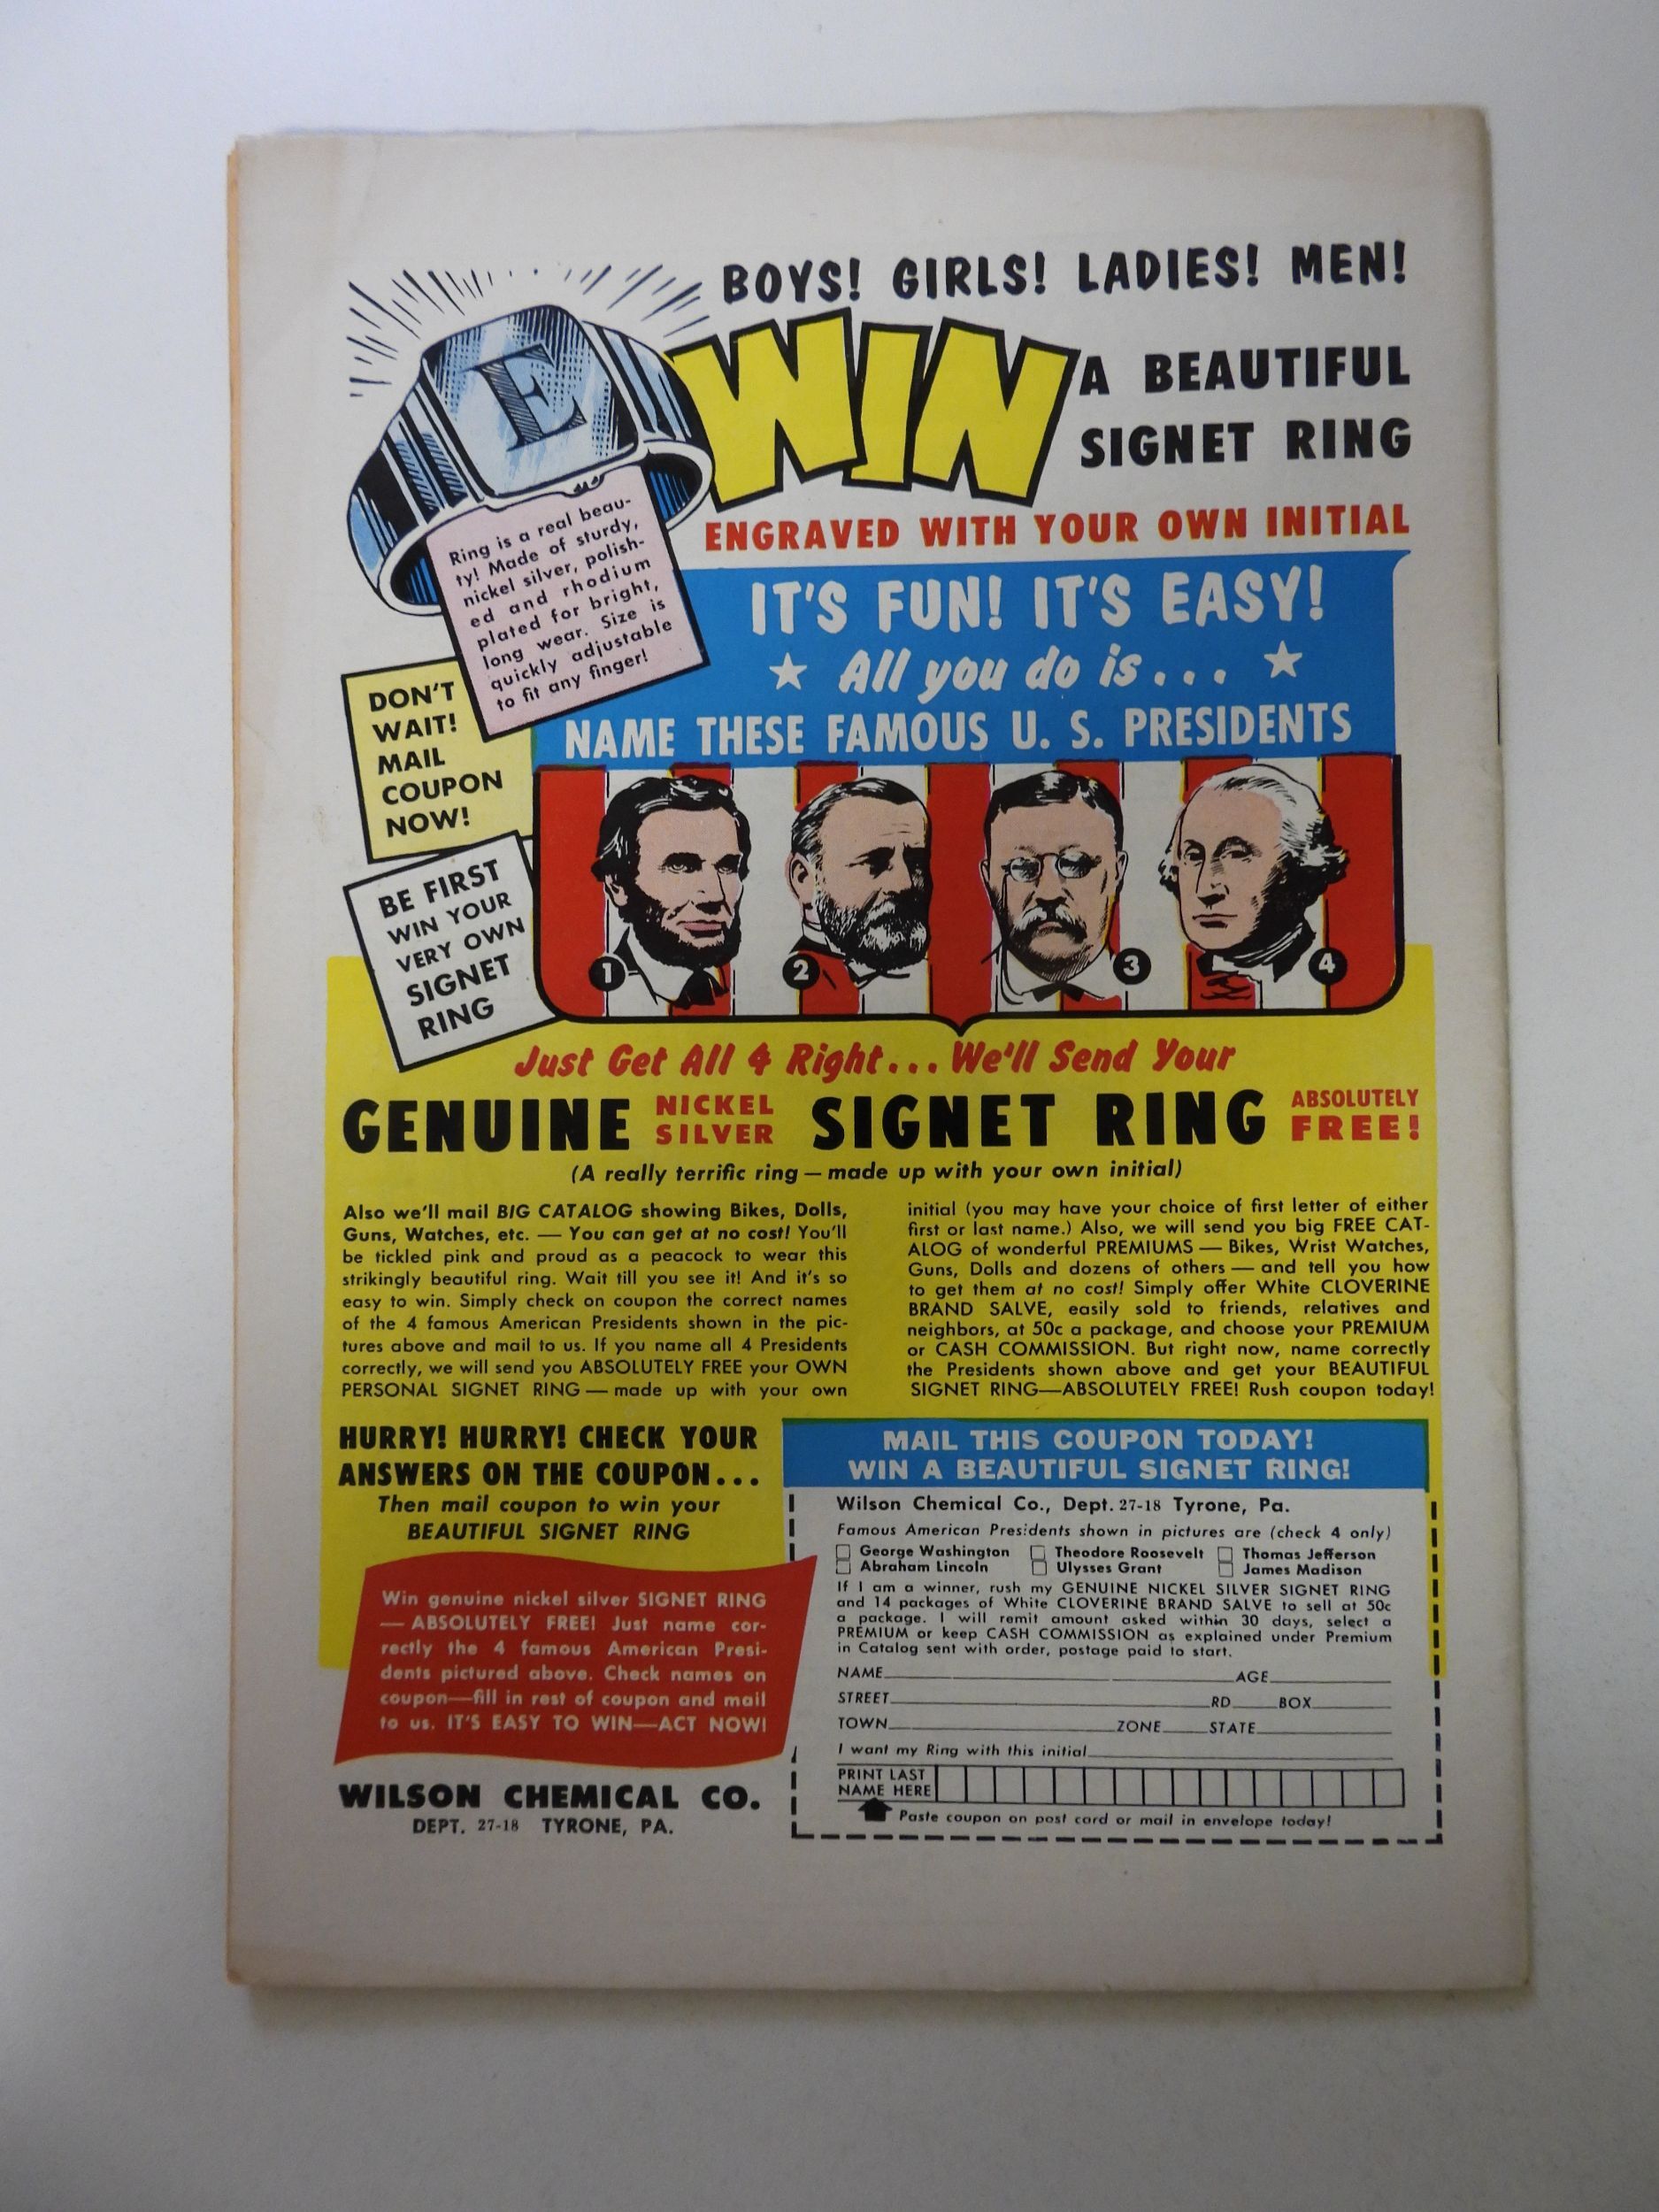 BOYS! GIRLS! LADIES! MEN!
WIN
A BEAUTIFUL
SIGNET RING
ENGRAVED WITH YOUR OWN INITIAL
E
Ring is a real beau-
ty! Made of sturdy,
nickel silver, polish-
ed and rhodium
plated for bright,
long wear. Size is
quickly adjustable
to fit any finger!
IT'S FUN! IT'S EASY!
All you do is...
NAME THESE FAMOUS U. S. PRESIDENTS
DON'T
WAIT!
MAIL
COUPON
NOW!
BE FIRST
WIN YOUR
VERY OWN
SIGNET
RING
1
2
3
4
Just Get All 4 Right... We'll Send Your
GENUINE NICKEL SILVER SIGNET RING ABSOLUTELY FREE!
(A really terrific ring — made up with your own initial)
Also we'll mail BIG CATALOG showing Bikes, Dolls,
Guns, Watches, etc. — You can get at no cost! You'll
be tickled pink and proud as a peacock to wear this
strikingly beautiful ring. Wait till you see it! And it's so
easy to win. Simply check on coupon the correct names
of the 4 famous American Presidents shown in the pic-
tures above and mail to us. If you name all 4 Presidents
correctly, we will send you ABSOLUTELY FREE your OWN
PERSONAL SIGNET RING — made up with your own
initial (you may have your choice of first letter of either
first or last name.) Also, we will send you big FREE CAT-
ALOG of wonderful PREMIUMS — Bikes, Wrist Watches,
Guns, Dolls and dozens of others — and tell you how
to get them at no cost! Simply offer White CLOVERINE
BRAND SALVE, easily sold to friends, relatives and
neighbors, at 50c a package, and choose your PREMIUM
or CASH COMMISSION. But right now, name correctly
the Presidents shown above and get your BEAUTIFUL
SIGNET RING—ABSOLUTELY FREE! Rush coupon today!
HURRY! HURRY! CHECK YOUR
ANSWERS ON THE COUPON...
Then mail coupon to win your
BEAUTIFUL SIGNET RING
Win genuine nickel silver SIGNET RING
— ABSOLUTELY FREE! Just name cor-
rectly the 4 famous American Presi-
dents pictured above. Check names on
coupon—fill in rest of coupon and mail
to us. IT'S EASY TO WIN—ACT NOW!
WILSON CHEMICAL CO.
DEPT. 27-18 TYRONE, PA.
MAIL THIS COUPON TODAY!
WIN A BEAUTIFUL SIGNET RING!
Wilson Chemical Co., Dept. 27-18 Tyrone, Pa.
Famous American Presidents shown in pictures are (check 4 only)
George Washington Theodore Roosevelt Thomas Jefferson
Abraham Lincoln Ulysses Grant James Madison
If I am a winner, rush my GENUINE NICKEL SILVER SIGNET RING
and 14 packages of White CLOVERINE BRAND SALVE to sell at 50c
a package. I will remit amount asked within 30 days, select a
PREMIUM or keep CASH COMMISSION as explained under Premium
in Catalog sent with order, postage paid to start.
NAME AGE
STREET RD BOX
TOWN ZONE STATE
I want my Ring with this initial
PRINT LAST
NAME HERE
Paste coupon on post card or mail in envelope today!